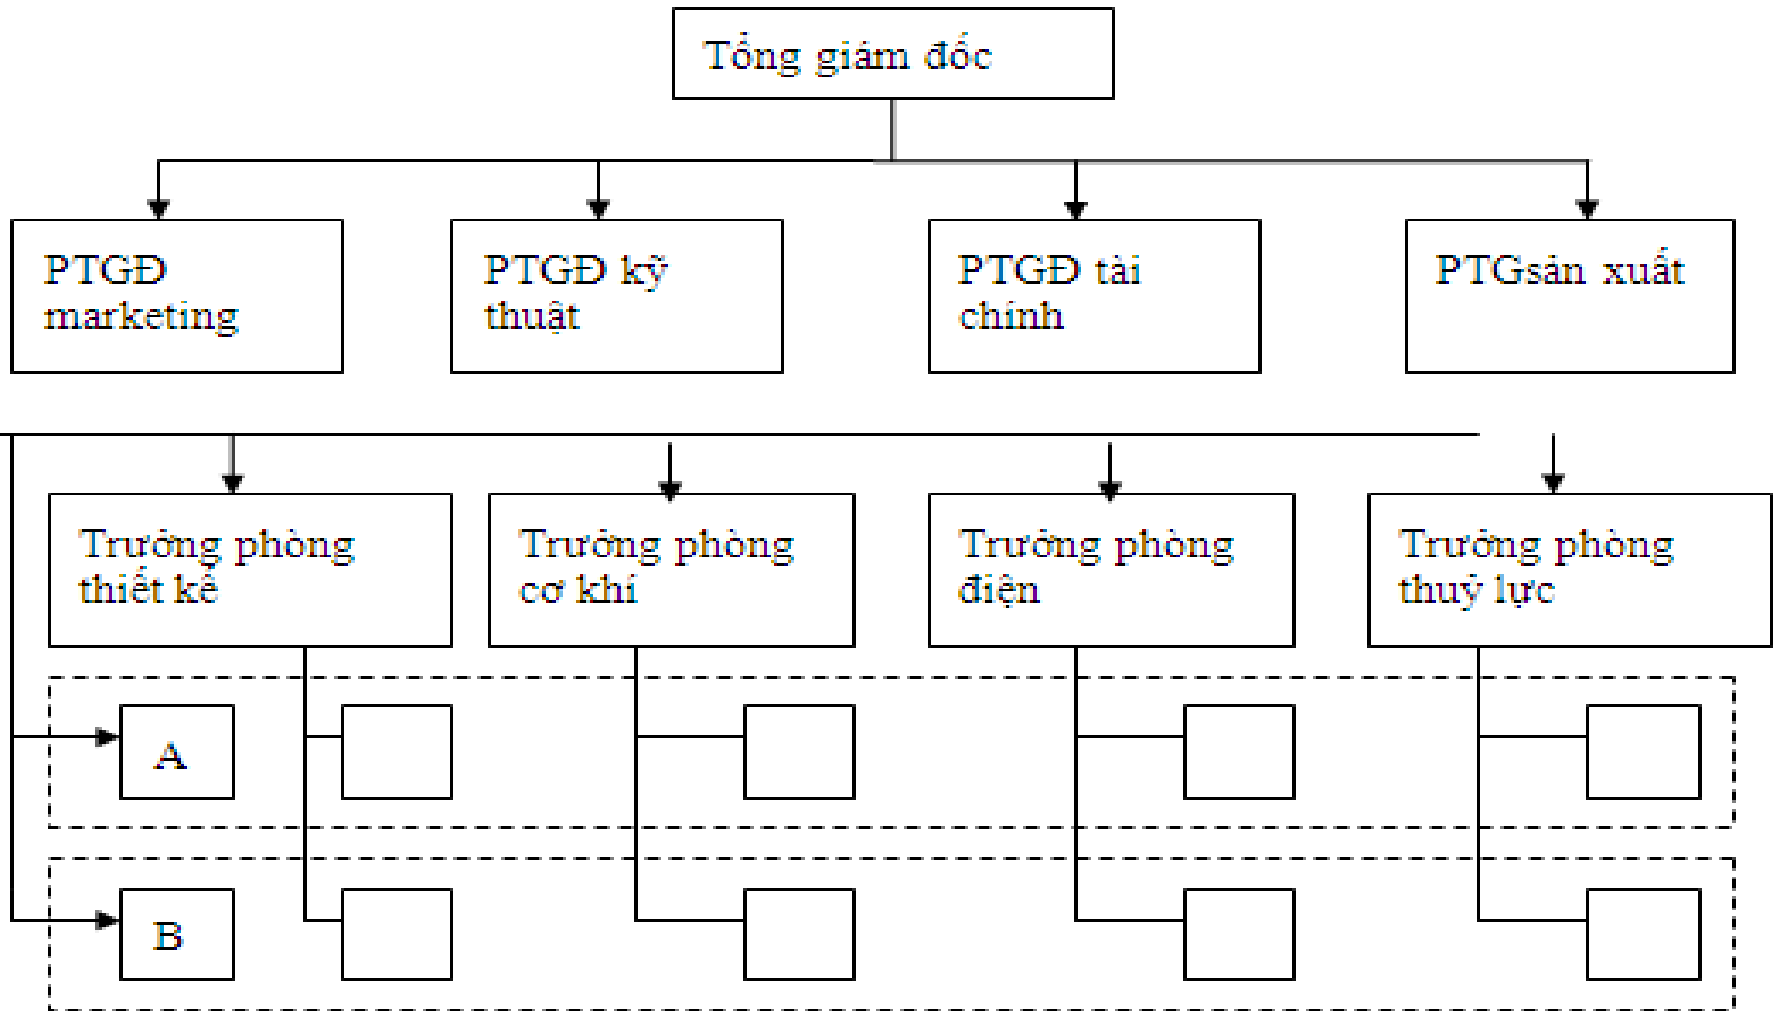 Tổng giám đốc
PTGĐ
marketing
PTGĐ kỹ
thuật
PTGĐ tài
chính
PTGsản xuất
Trưởng phòng
thiết kế
Trưởng phòng
cơ khí
Trưởng phòng
điện
Trưởng phòng
thuỷ lực
A
B